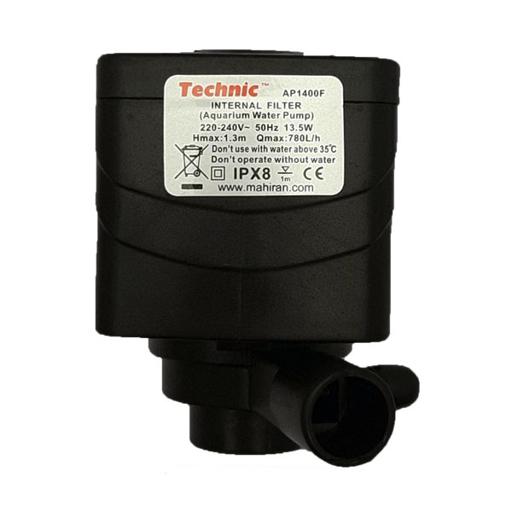 Technic™ AP1400F
INTERNAL FILTER
(Aquarium Water Pump)
220-240V~ 50Hz 13.5W
Hmax:1.3m Qmax:780L/h
Don't use with water above 35℃
Don't operate without water
IPX8 1m
www.mahiran.com